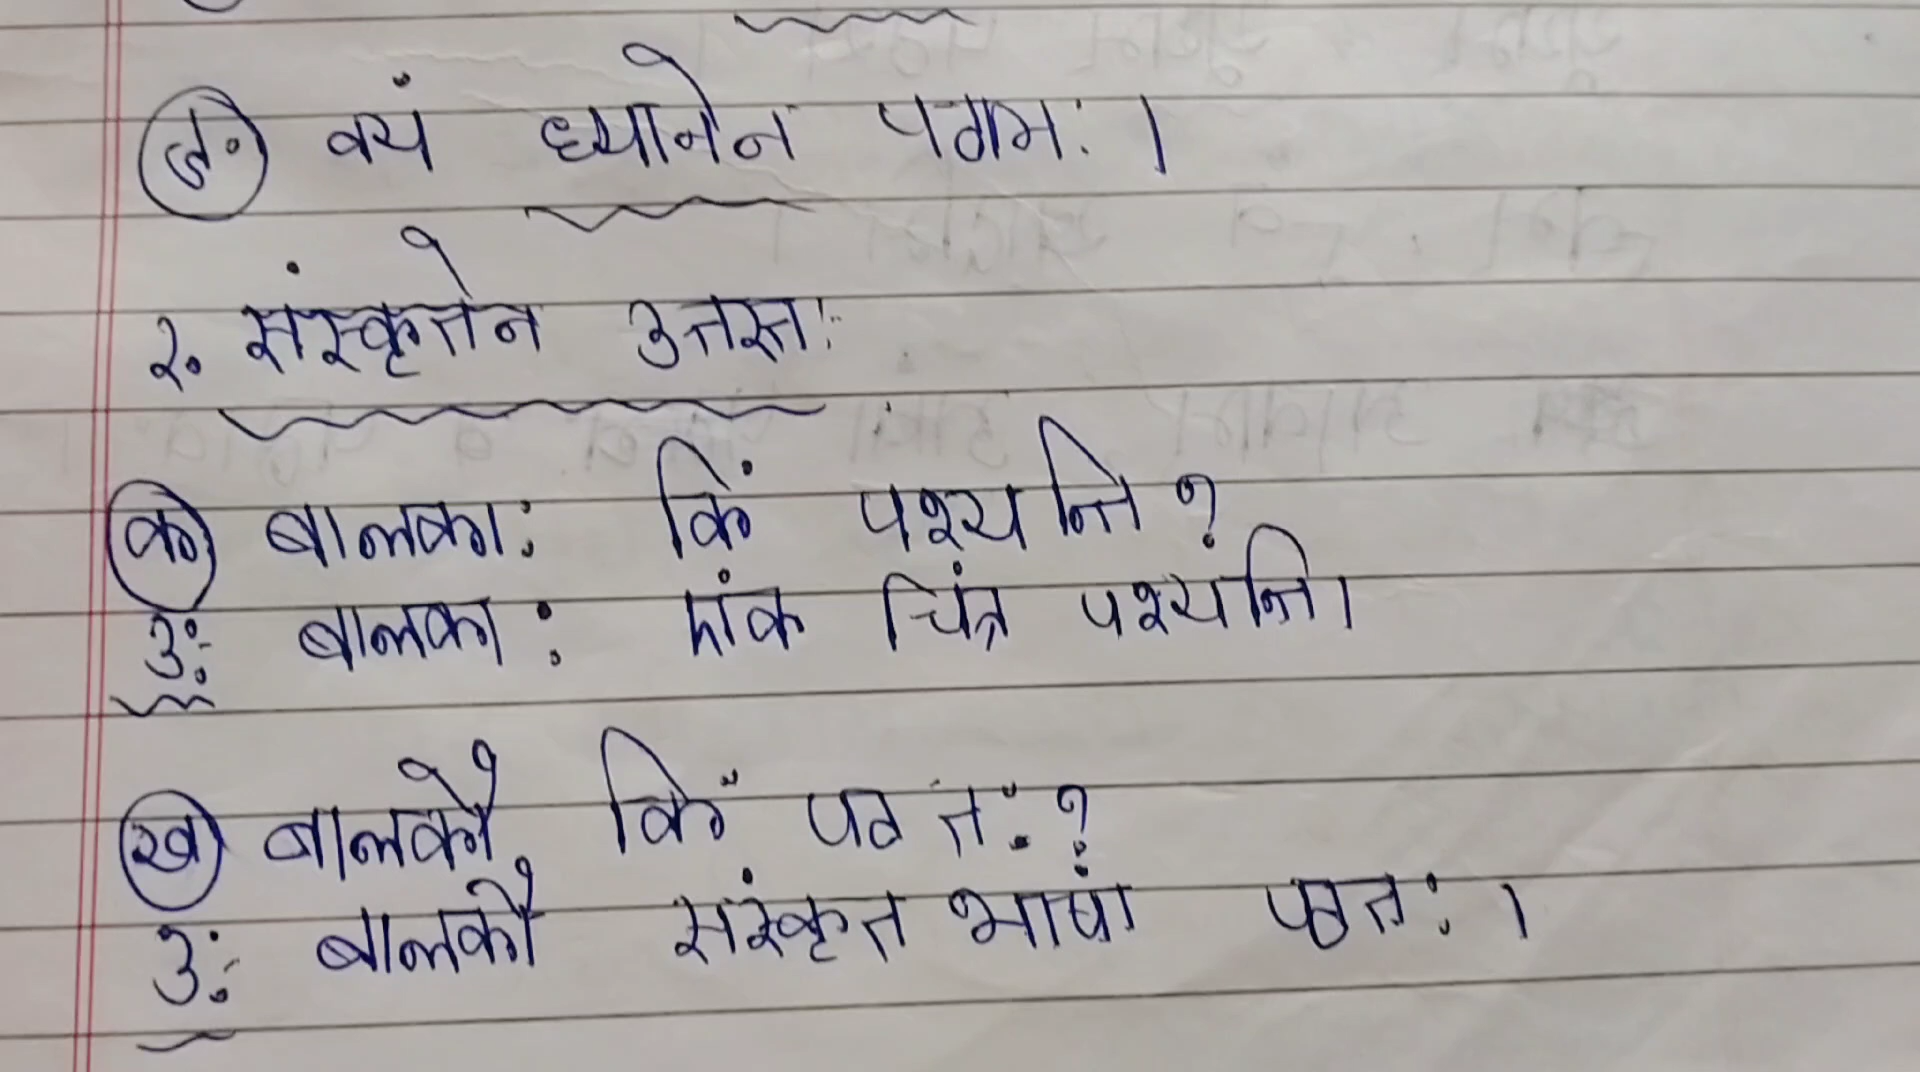 ङ॰ वयं ध्यानेन पठामः।
२. संस्कृतेन उत्तरत:
क बालकाः किं पश्यन्ति?
उः बालकाः चिंत्र पश्यन्ति।
ख बालकौ किं पठतः?
उः बालकौ संस्कृत भाषां पठतः।